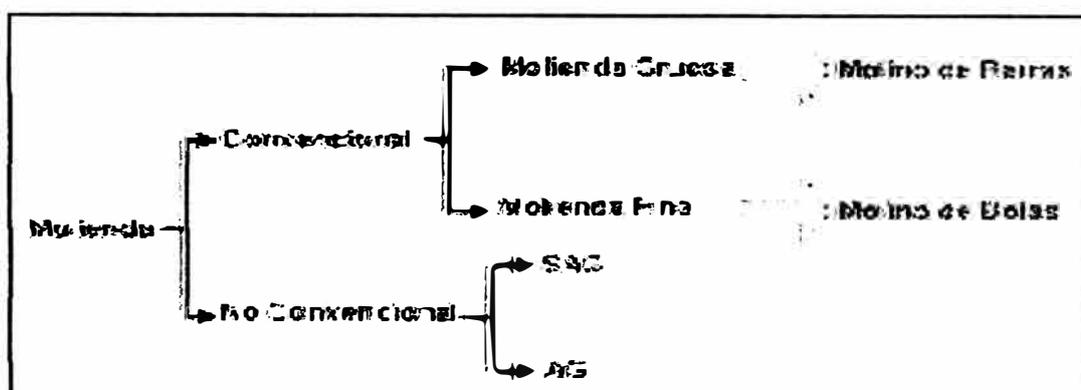 Molienda Gruesa : Molino de Barras
Convencional
Molienda Fina : Molino de Bolas
Molienda
SAG
No Convencional
AG